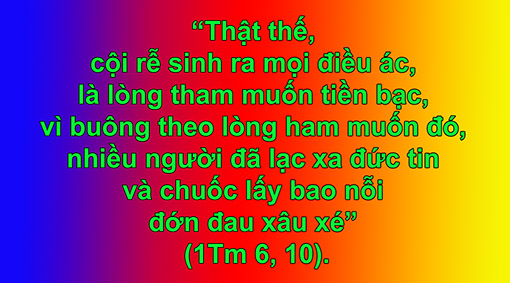 “Thật thế,
cội rễ sinh ra mọi điều ác,
là lòng tham muốn tiền bạc,
vì buông theo lòng ham muốn đó,
nhiều người đã lạc xa đức tin
và chuốc lấy bao nỗi
đớn đau xâu xé”
(1Tm 6, 10).